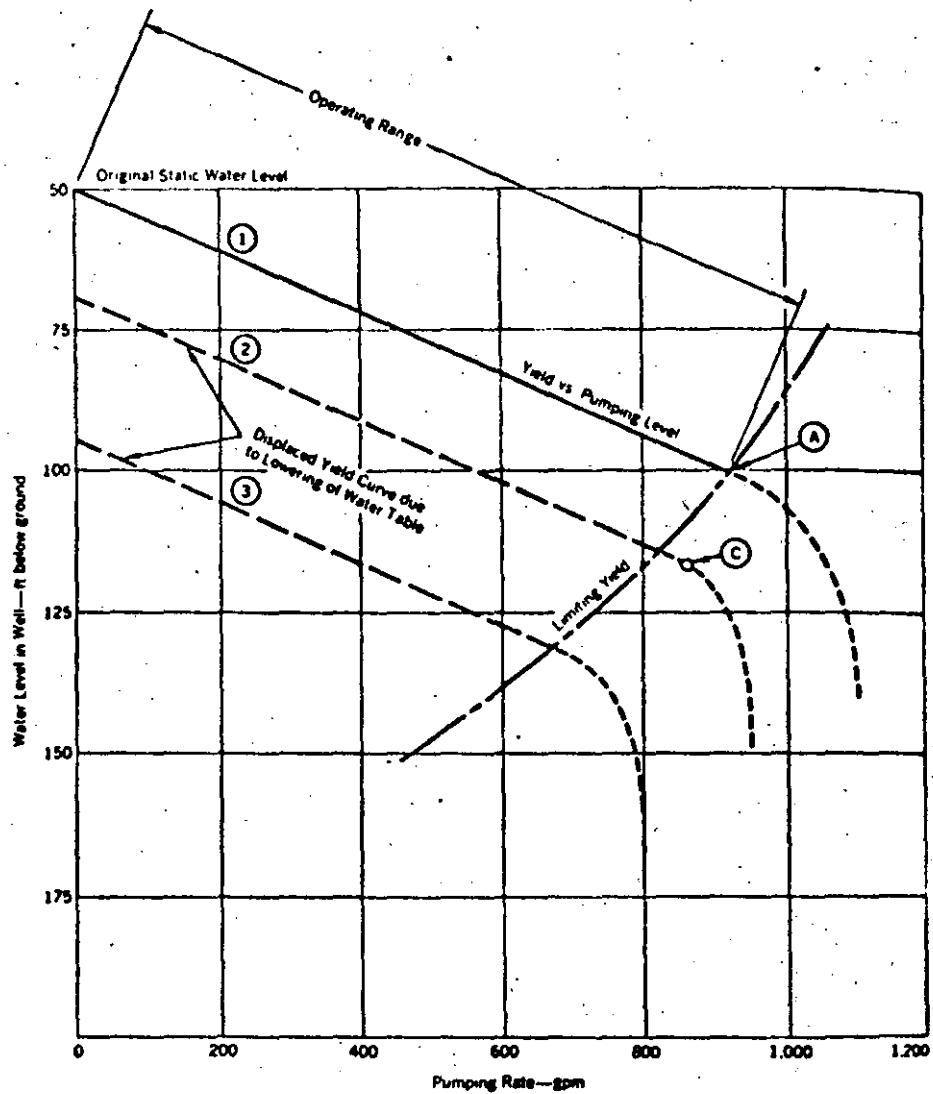 Operating Range
Original Static Water Level
50
1
75
2
Yield vs. Pumping Level
A
Displaced Yield Curve due
to Lowering of Water Table
100
3
C
Limiting Yield
125
150
175
Water Level in Well—ft below ground
0
200
400
600
800
1.000
1.200
Pumping Rate—gpm